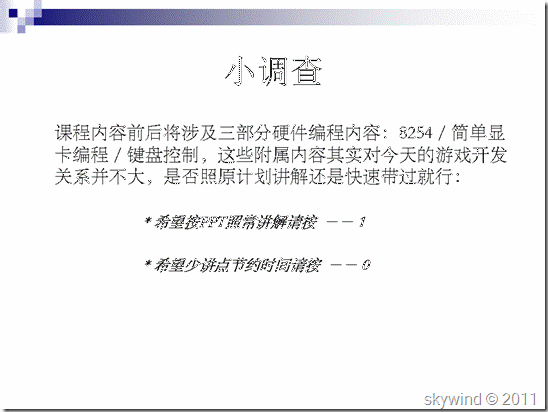 小调查
课程内容前后将涉及三部分硬件编程内容：8254／简单显
卡编程／键盘控制，这些附属内容其实对今天的游戏开发
关系并不大，是否照原计划讲解还是快速带过就行：
*希望按PPT照常讲解请按 －－ 1
*希望少讲点节约时间请按 －－ 0
skywind © 2011